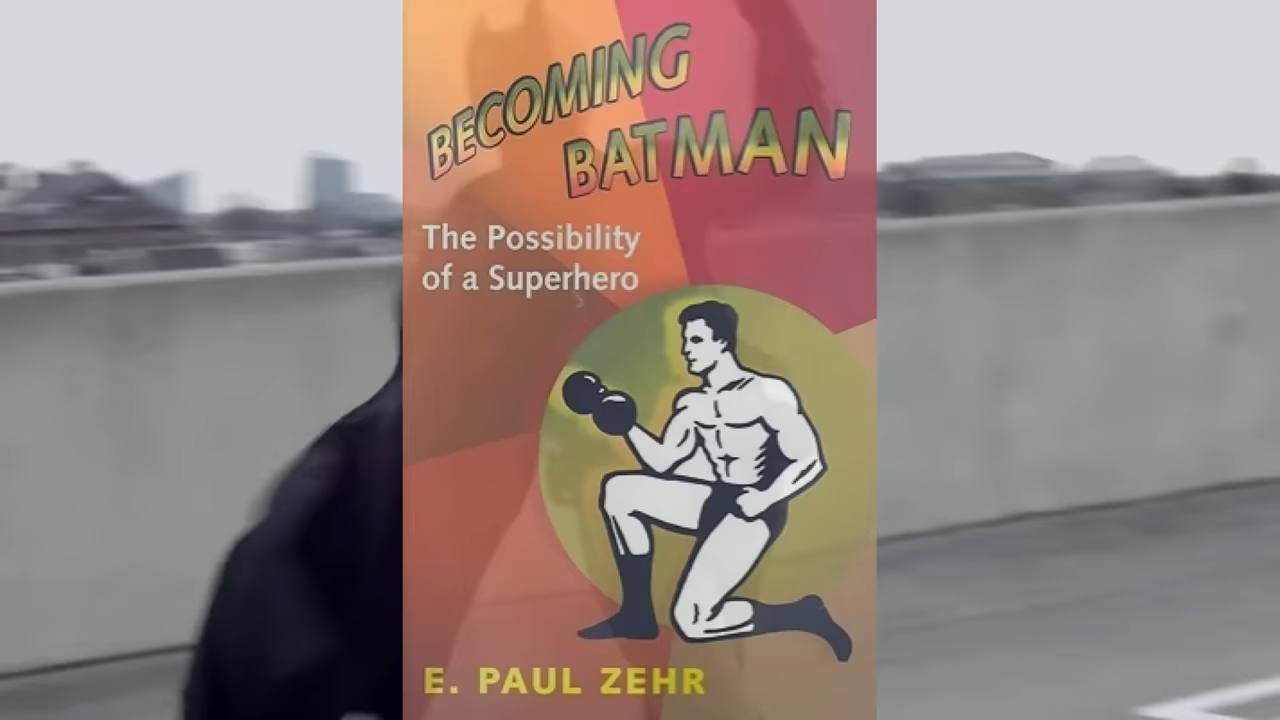 BECOMING
BATMAN
The Possibility
of a Superhero
E. PAUL ZEHR